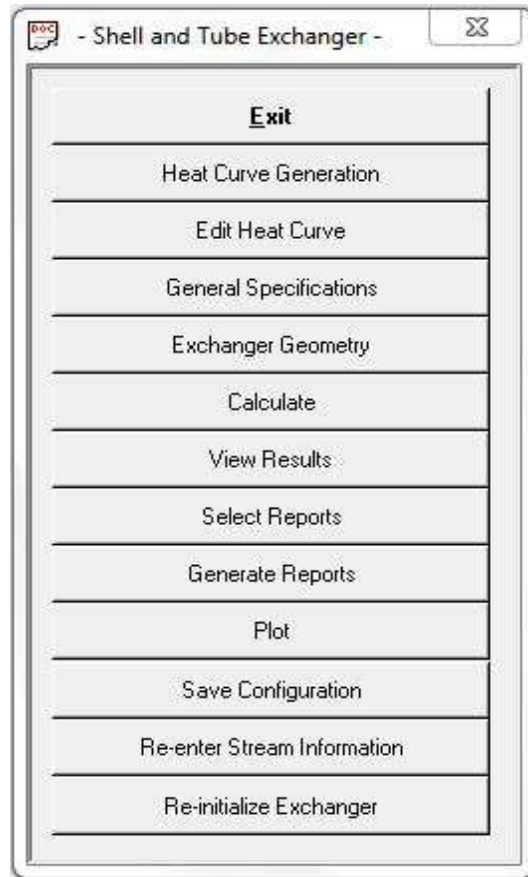 - Shell and Tube Exchanger -
Exit
Heat Curve Generation
Edit Heat Curve
General Specifications
Exchanger Geometry
Calculate
View Results
Select Reports
Generate Reports
Plot
Save Configuration
Re-enter Stream Information
Re-initialize Exchanger